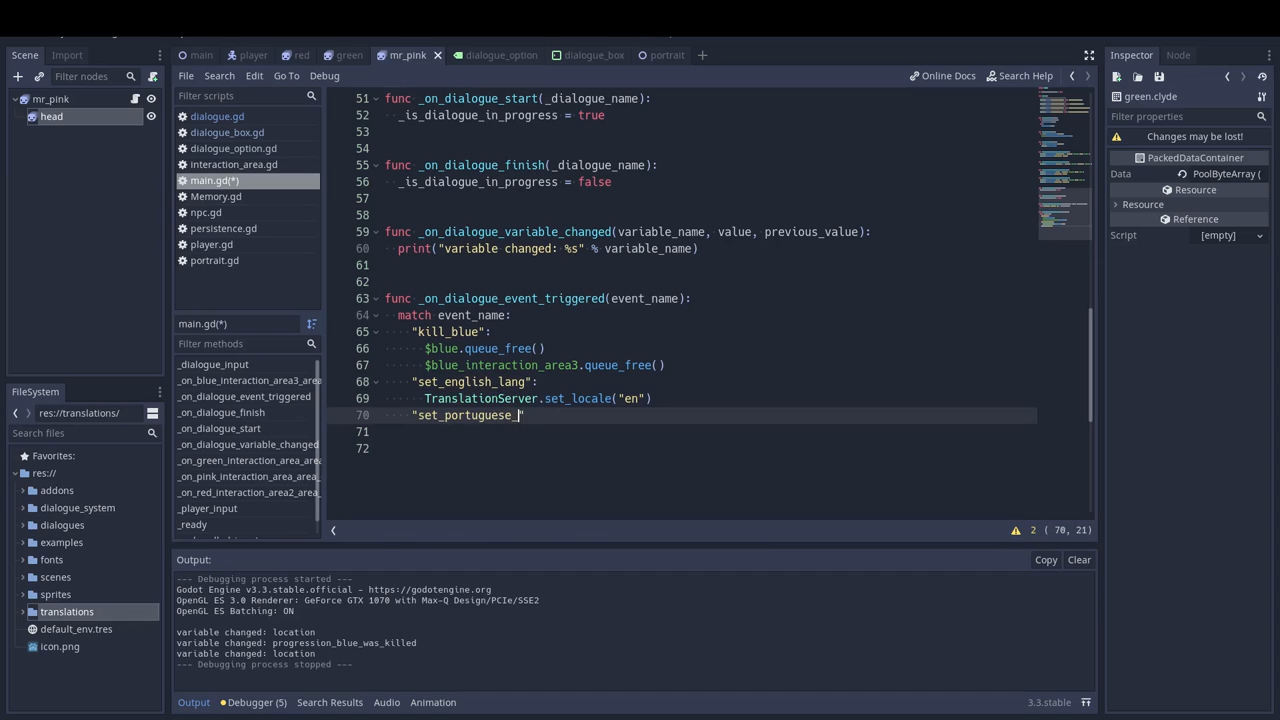 Scene
Import
main
player
red
green
mr_pink
dialogue_option
dialogue_box
portrait
Inspector
Node
Filter nodes
File
Search
Edit
Go To
Debug
Online Docs
Search Help
mr_pink
head
Filter scripts
dialogue.gd
dialogue_box.gd
dialogue_option.gd
interaction_area.gd
main.gd(*)
Memory.gd
npc.gd
persistence.gd
player.gd
portrait.gd
main.gd(*)
Filter methods
_dialogue_input
_on_blue_interaction_area3_area
_on_dialogue_event_triggered
_on_dialogue_finish
_on_dialogue_start
_on_dialogue_variable_changed
_on_green_interaction_area_area
_on_pink_interaction_area_area_
_on_red_interaction_area2_area_
_player_input
_ready
51 func _on_dialogue_start(_dialogue_name):
52 _is_dialogue_in_progress = true
53
54
55 func _on_dialogue_finish(_dialogue_name):
56 _is_dialogue_in_progress = false
57
58
59 func _on_dialogue_variable_changed(variable_name, value, previous_value):
60 print("variable changed: %s" % variable_name)
61
62
63 func _on_dialogue_event_triggered(event_name):
64 match event_name:
65 "kill_blue":
66 $blue.queue_free()
67 $blue_interaction_area3.queue_free()
68 "set_english_lang":
69 TranslationServer.set_locale("en")
70 "set_portuguese_"
71
72
2 ( 70, 21)
green.clyde
Filter properties
Changes may be lost!
PackedDataContainer
Data
PoolByteArray (
Resource
Resource
Reference
Script
[empty]
FileSystem
res://translations/
Search files
Favorites:
res://
addons
dialogue_system
dialogues
examples
fonts
scenes
sprites
translations
default_env.tres
icon.png
Output:
Copy
Clear
--- Debugging process started ---
Godot Engine v3.3.stable.official - https://godotengine.org
OpenGL ES 3.0 Renderer: GeForce GTX 1070 with Max-Q Design/PCIe/SSE2
OpenGL ES Batching: ON
variable changed: location
variable changed: progression_blue_was_killed
variable changed: location
--- Debugging process stopped ---
Output
Debugger (5)
Search Results
Audio
Animation
3.3.stable